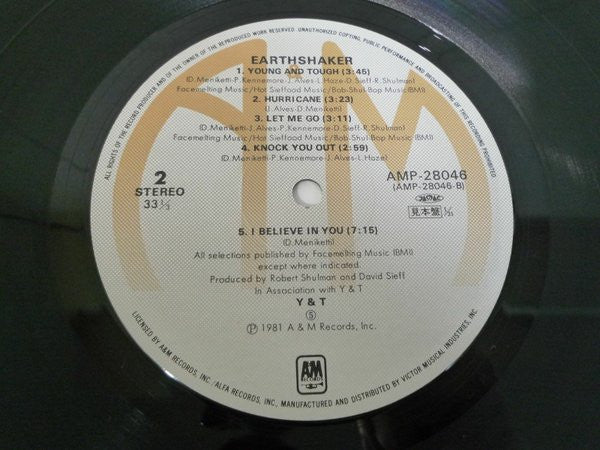 ALL RIGHTS OF THE RECORD PRODUCER AND OF THE OWNER OF THE RECORDED WORK RESERVED. UNAUTHORIZED COPYING, PUBLIC PERFORMANCE AND BROADCASTING OF THIS RECORDING PROHIBITED
EARTHSHAKER
1. YOUNG AND TOUGH (3:45)
(D. Meniketti-P. Kennemore-J. Alves-L. Haze-D. Sieff-R. Shulman)
Facemelting Music/Hot Sieffood Music/Bob-Shul-Bop Music (BMI)
2. HURRICANE (3:23)
(J. Alves-D. Meniketti)
3. LET ME GO (3:11)
(D. Meniketti-J. Alves-D. Sieff-R. Shulman)
Facemelting Music/Hot Sieffood Music/Bob-Shul-Bop Music (BMI)
4. KNOCK YOU OUT (2:59)
(D. Meniketti-P. Kennemore-J. Alves-L. Haze)
2
STEREO
33 1/3
AMP-28046
(AMP-28046-B)
見本盤
5. I BELIEVE IN YOU (7:15)
(D. Meniketti)
All selections published by Facemelting Music (BMI)
except where indicated.
Produced by Robert Shulman and David Sieff
In Association with Y & T
Y & T
Ⓢ
Ⓟ 1981 A & M Records, Inc.
A&M
RECORDS
LICENSED BY A&M RECORDS, INC. /ALFA RECORDS, INC., MANUFACTURED AND DISTRIBUTED BY VICTOR MUSICAL INDUSTRIES, INC.